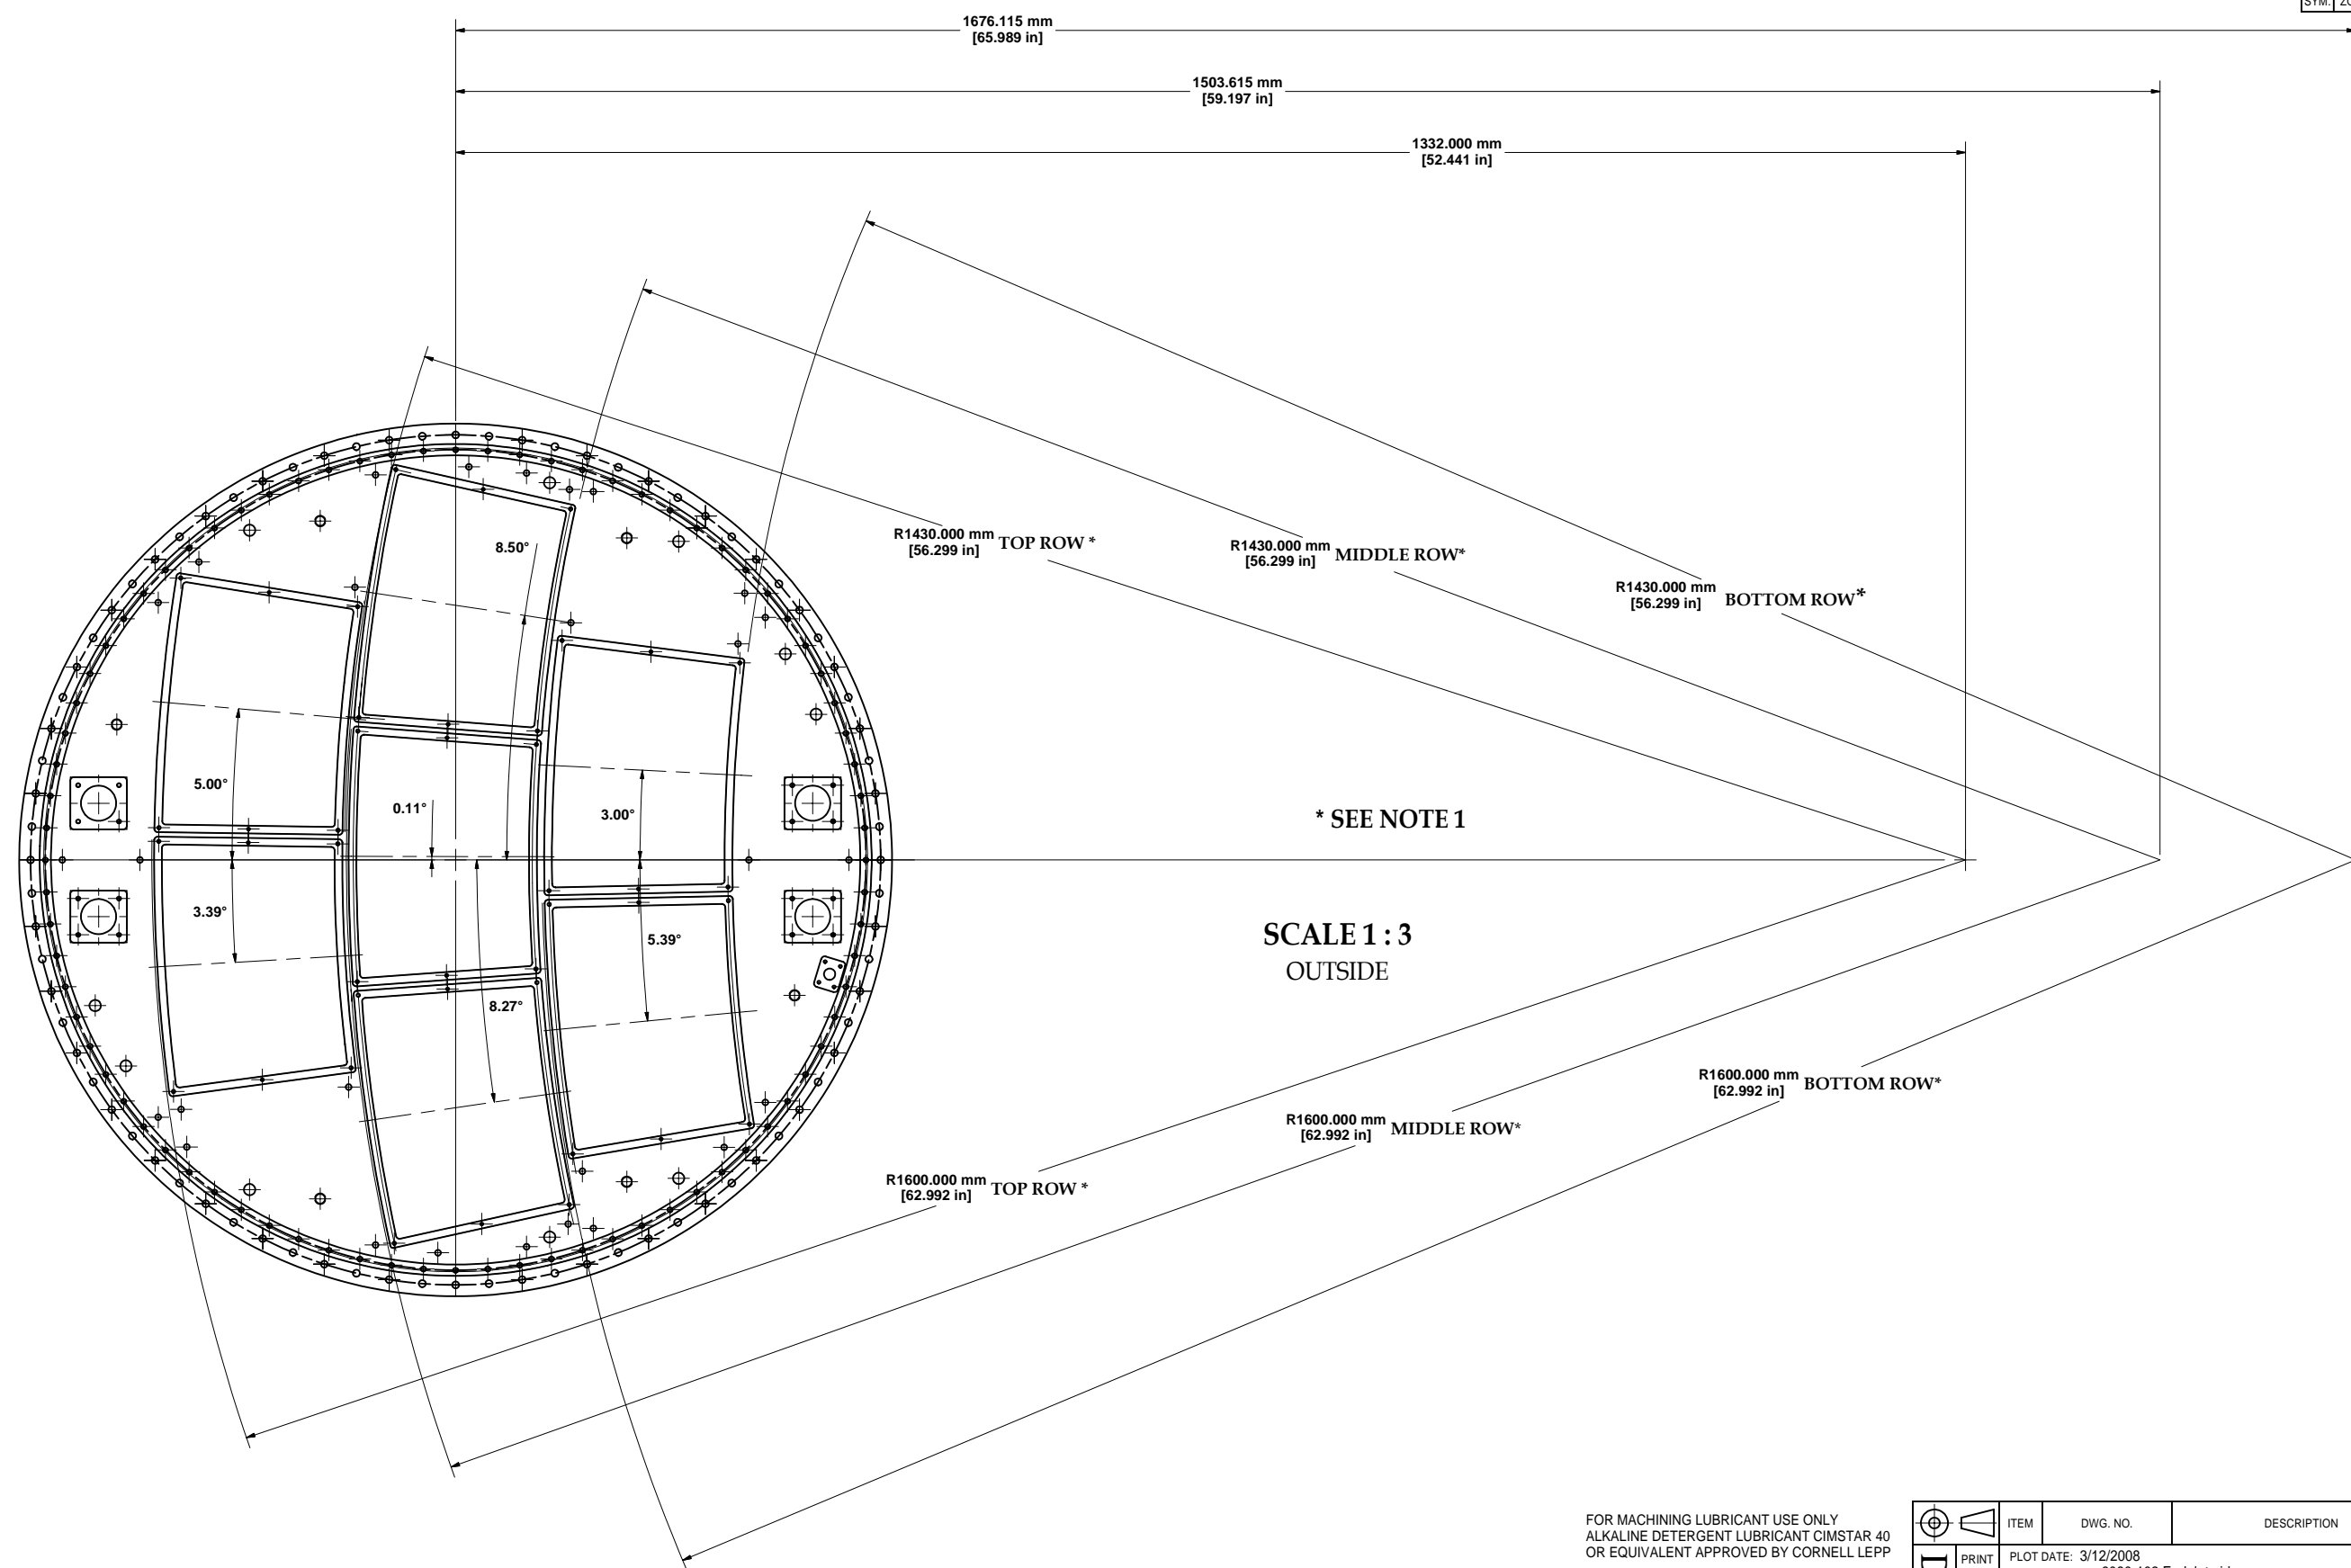 SYM.
1676.115 mm
[65.989 in]
1503.615 mm
[59.197 in]
1332.000 mm
[52.441 in]
R1430.000 mm
[56.299 in]
TOP ROW *
R1430.000 mm
[56.299 in]
MIDDLE ROW*
R1430.000 mm
[56.299 in]
BOTTOM ROW*
8.50°
5.00°
0.11°
3.00°
* SEE NOTE 1
3.39°
5.39°
8.27°
SCALE 1 : 3
OUTSIDE
R1600.000 mm
[62.992 in]
BOTTOM ROW*
R1600.000 mm
[62.992 in]
MIDDLE ROW*
R1600.000 mm
[62.992 in]
TOP ROW *
FOR MACHINING LUBRICANT USE ONLY
ALKALINE DETERGENT LUBRICANT CIMSTAR 40
OR EQUIVALENT APPROVED BY CORNELL LEPP
ITEM
DWG. NO.
DESCRIPTION
PRINT
PLOT DATE: 3/12/2008